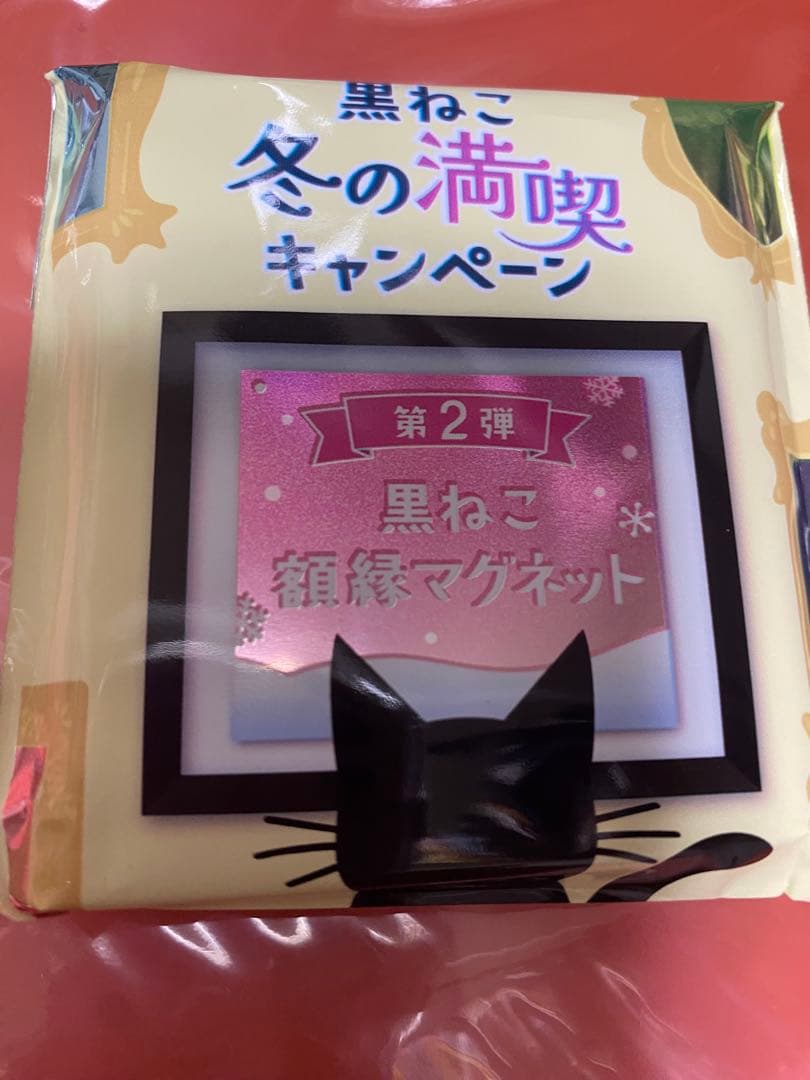 黒ねこ
冬の満喫
キャンペーン
第2弾
黒ねこ
額縁マグネット